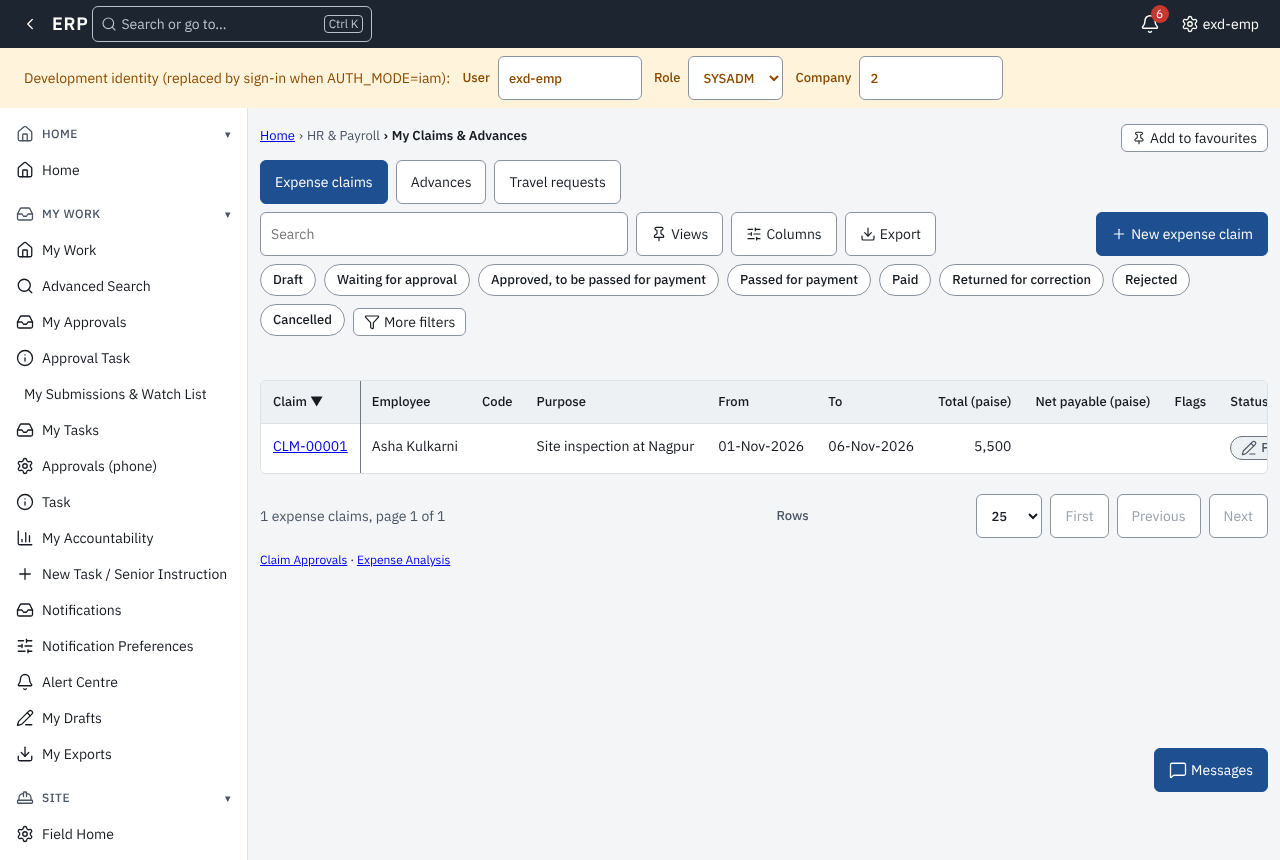 ERP Search or go to... Ctrl K 6 exd-emp
Development identity (replaced by sign-in when AUTH_MODE=iam): User exd-emp Role SYSADM Company 2
HOME
Home
MY WORK
My Work
Advanced Search
My Approvals
Approval Task
My Submissions & Watch List
My Tasks
Approvals (phone)
Task
My Accountability
New Task / Senior Instruction
Notifications
Notification Preferences
Alert Centre
My Drafts
My Exports
SITE
Field Home
Home › HR & Payroll › My Claims & Advances Add to favourites
Expense claims Advances Travel requests
Search Views Columns Export + New expense claim
Draft Waiting for approval Approved, to be passed for payment Passed for payment Paid Returned for correction Rejected
Cancelled More filters
Claim ▼ Employee Code Purpose From To Total (paise) Net payable (paise) Flags Status
CLM-00001 Asha Kulkarni Site inspection at Nagpur 01-Nov-2026 06-Nov-2026 5,500
1 expense claims, page 1 of 1 Rows 25 First Previous Next
Claim Approvals · Expense Analysis
Messages